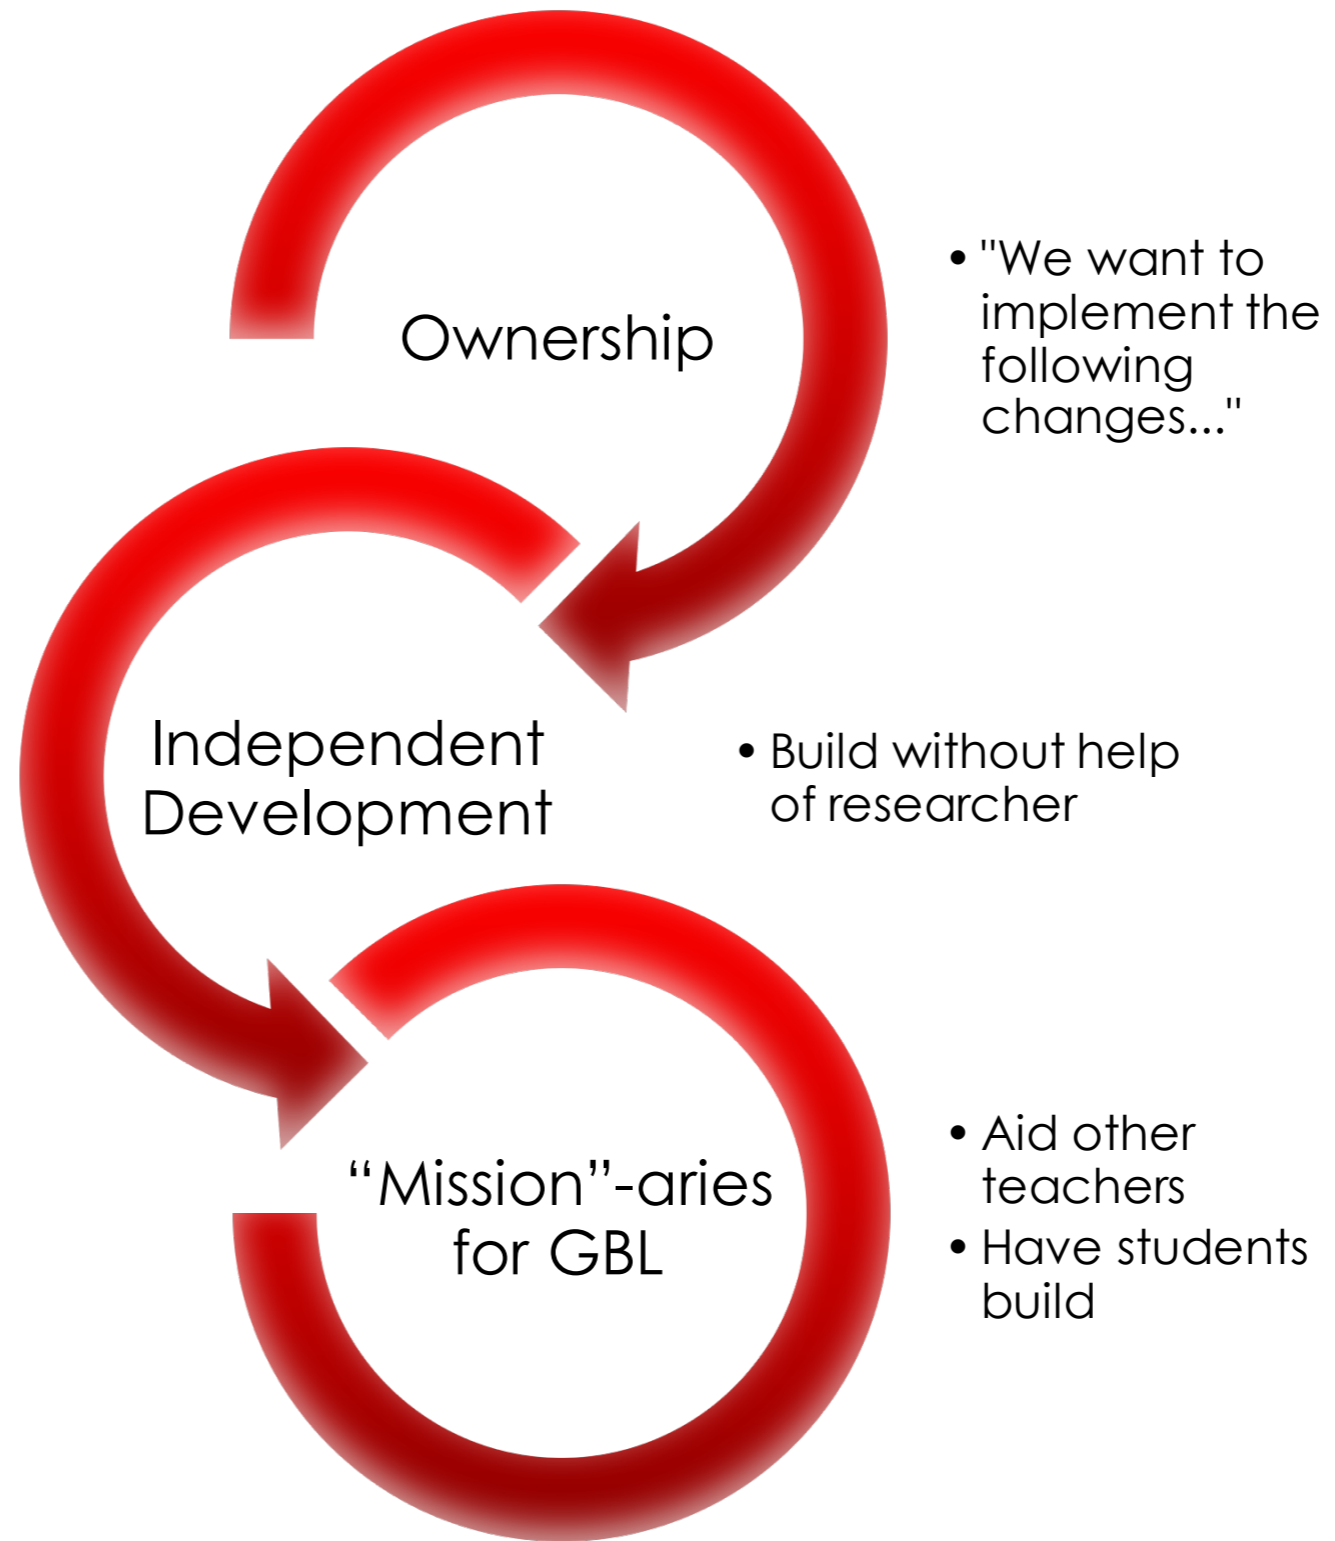 Ownership
• "We want to
implement the
following
changes..."
Independent
Development
• Build without help
of researcher
“Mission”-aries
for GBL
• Aid other
teachers
• Have students
build